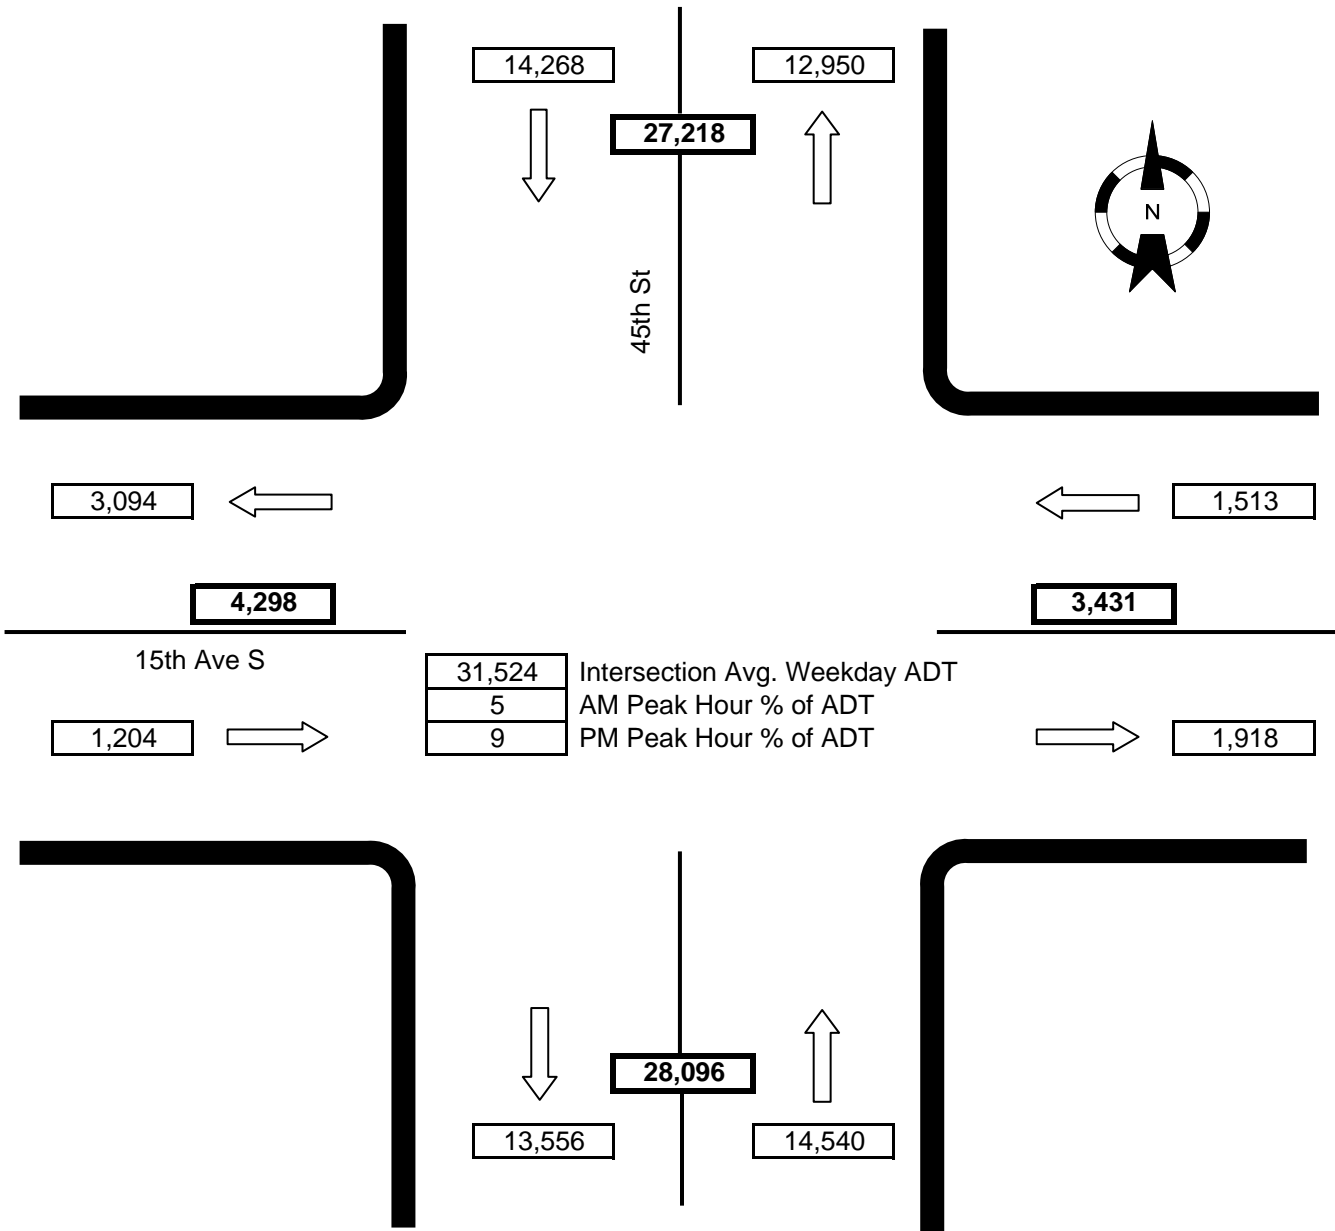 14,268
12,950
27,218
N
45th St
3,094
1,513
4,298
3,431
15th Ave S
31,524 Intersection Avg. Weekday ADT
5 AM Peak Hour % of ADT
9 PM Peak Hour % of ADT
1,204
1,918
28,096
13,556
14,540